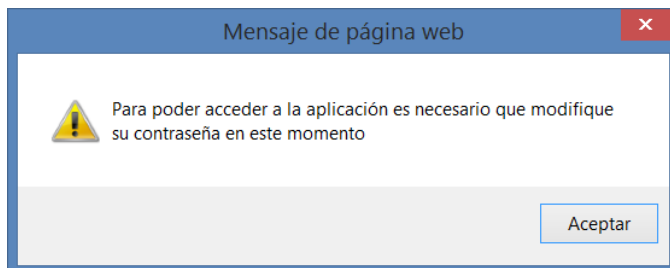 Mensaje de página web
Para poder acceder a la aplicación es necesario que modifique
su contraseña en este momento
Aceptar